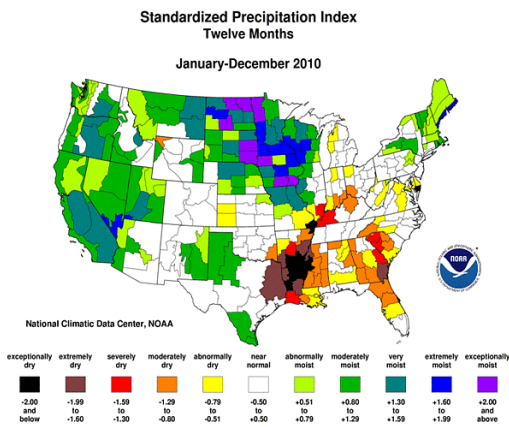 Standardized Precipitation Index
Twelve Months
January-December 2010
NOAA
National Climatic Data Center, NOAA
exceptionally dry
extremely dry
severely dry
moderately dry
abnormally dry
near normal
abnormally moist
moderately moist
very moist
extremely moist
exceptionally moist
-2.00 and below
-1.99 to -1.60
-1.59 to -1.30
-1.29 to -0.80
-0.79 to -0.51
-0.50 to +0.50
+0.51 to +0.79
+0.80 to +1.29
+1.30 to +1.59
+1.60 to +1.99
+2.00 and above